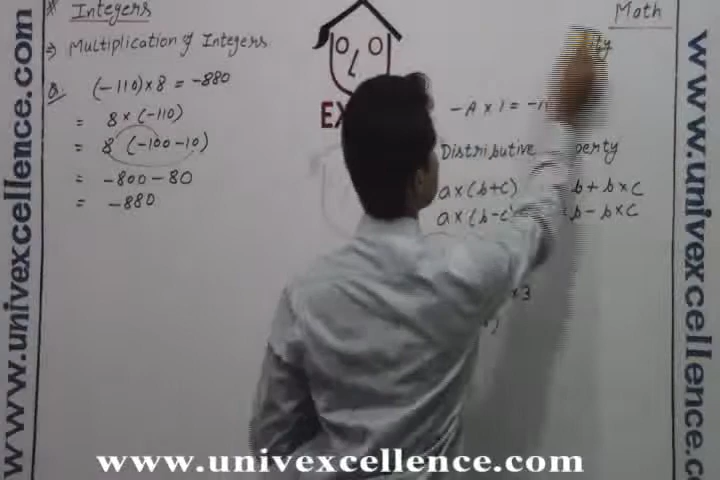 * Integers
⇒ Multiplication of Integers
Q. (-110)×8 = -880
= 8 × (-110)
= 8 (-100-10)
= -800 - 80
= -880
EX
Math
-A × 1 =
Distributive
a×(b+c) b + b×c
a×(b-c) b - b×c
×3
www.univexcellence.com
www.univexcellence.com
www.univexcellence.com